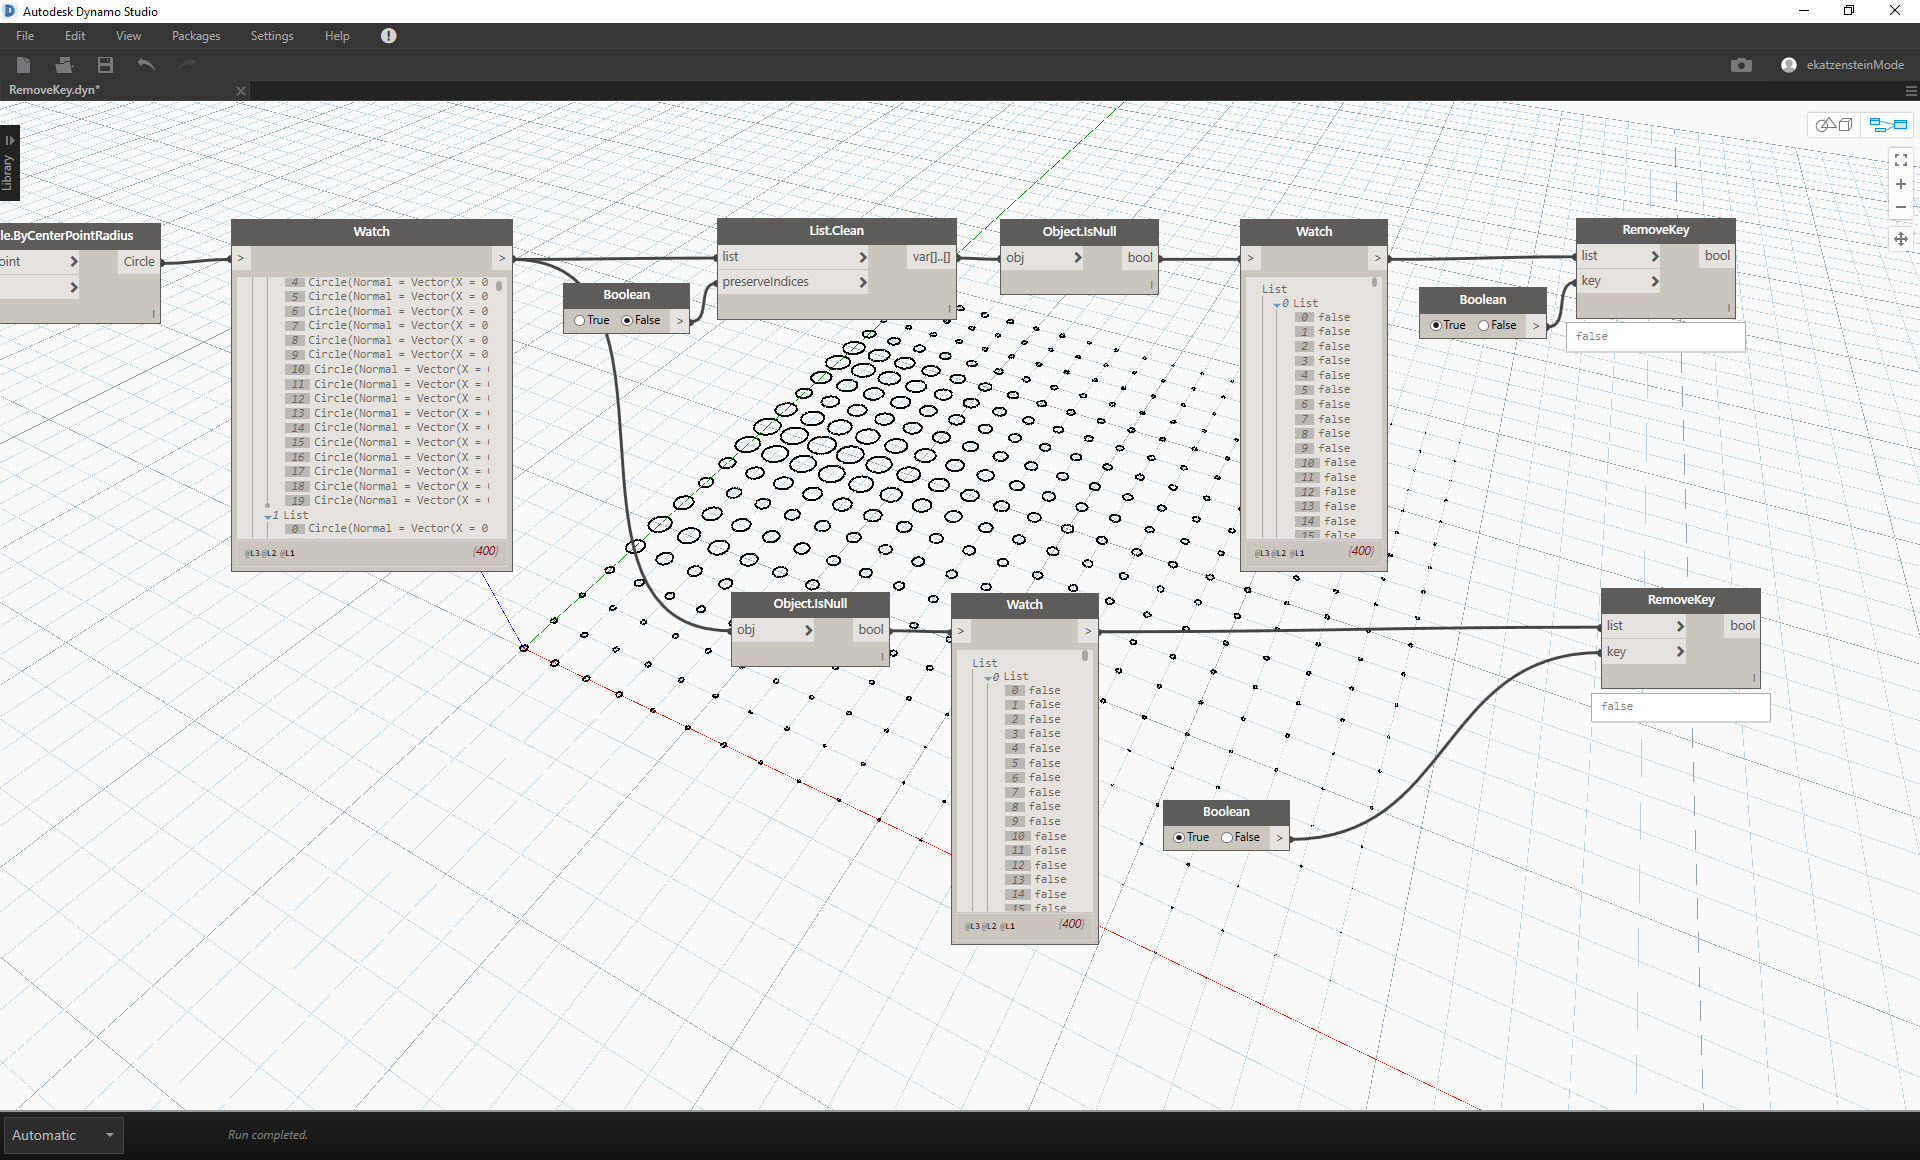 Autodesk Dynamo Studio
File Edit View Packages Settings Help
ekatzensteinMode
RemoveKey.dyn*
Library
le.ByCenterPointRadius
oint > Circle
>
Watch
> >
4 Circle(Normal = Vector(X = 0
5 Circle(Normal = Vector(X = 0
6 Circle(Normal = Vector(X = 0
7 Circle(Normal = Vector(X = 0
8 Circle(Normal = Vector(X = 0
9 Circle(Normal = Vector(X = 0
10 Circle(Normal = Vector(X =
11 Circle(Normal = Vector(X =
12 Circle(Normal = Vector(X =
13 Circle(Normal = Vector(X =
14 Circle(Normal = Vector(X =
15 Circle(Normal = Vector(X =
16 Circle(Normal = Vector(X =
17 Circle(Normal = Vector(X =
18 Circle(Normal = Vector(X =
19 Circle(Normal = Vector(X =
1 List
0 Circle(Normal = Vector(X = 0
@L3 @L2 @L1 {400}
Boolean
True False >
List.Clean
list > var[]..[]
preserveIndices >
Object.IsNull
obj > bool
Watch
> >
List
0 List
0 false
1 false
2 false
3 false
4 false
5 false
6 false
7 false
8 false
9 false
10 false
11 false
12 false
13 false
14 false
15 false
@L3 @L2 @L1 {400}
Boolean
True False >
RemoveKey
list > bool
key >
false
Object.IsNull
obj > bool
Watch
> >
List
0 List
0 false
1 false
2 false
3 false
4 false
5 false
6 false
7 false
8 false
9 false
10 false
11 false
12 false
13 false
14 false
15 false
@L3 @L2 @L1 {400}
Boolean
True False >
RemoveKey
list > bool
key >
false
Automatic
Run completed.